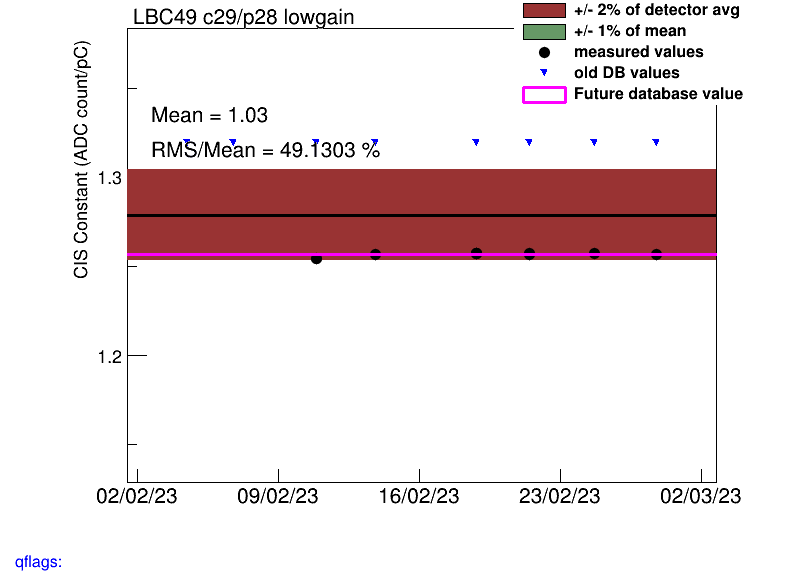 LBC49 c29/p28 lowgain
+/- 2% of detector avg
+/- 1% of mean
measured values
old DB values
Future database value
Mean = 1.03
RMS/Mean = 49.1303 %
CIS Constant (ADC count/pC)
1.3
1.2
02/02/23 09/02/23 16/02/23 23/02/23 02/03/23
qflags: